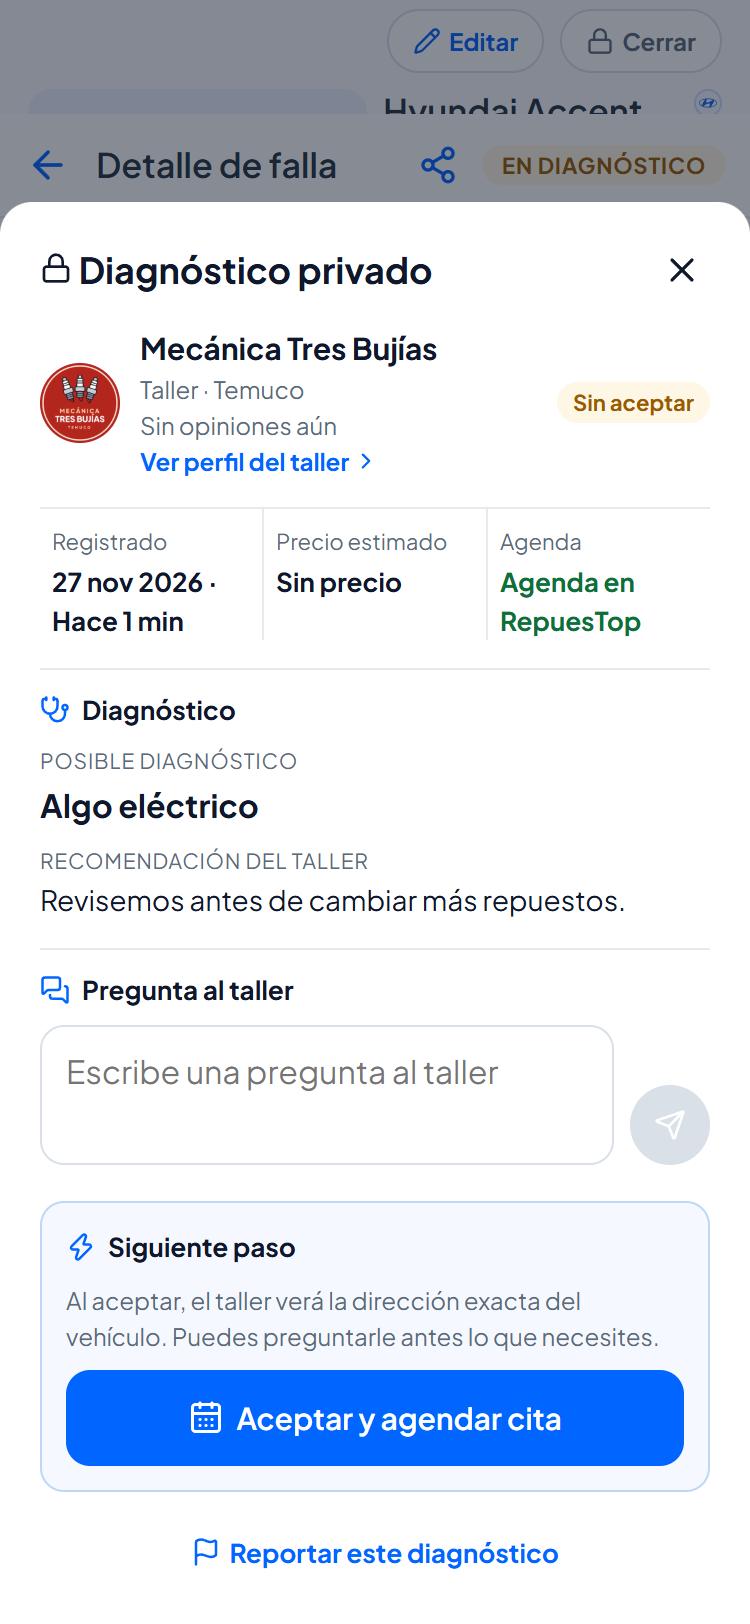 Editar
Cerrar
Hyundai Accent
Detalle de falla
EN DIAGNÓSTICO
Diagnóstico privado
MECÁNICA
TRES BUJÍAS
TEMUCO
Mecánica Tres Bujías
Taller · Temuco
Sin opiniones aún
Ver perfil del taller
Sin aceptar
Registrado
27 nov 2026 ·
Hace 1 min
Precio estimado
Sin precio
Agenda
Agenda en
RepuesTop
Diagnóstico
POSIBLE DIAGNÓSTICO
Algo eléctrico
RECOMENDACIÓN DEL TALLER
Revisemos antes de cambiar más repuestos.
Pregunta al taller
Escribe una pregunta al taller
Siguiente paso
Al aceptar, el taller verá la dirección exacta del
vehículo. Puedes preguntarle antes lo que necesites.
Aceptar y agendar cita
Reportar este diagnóstico